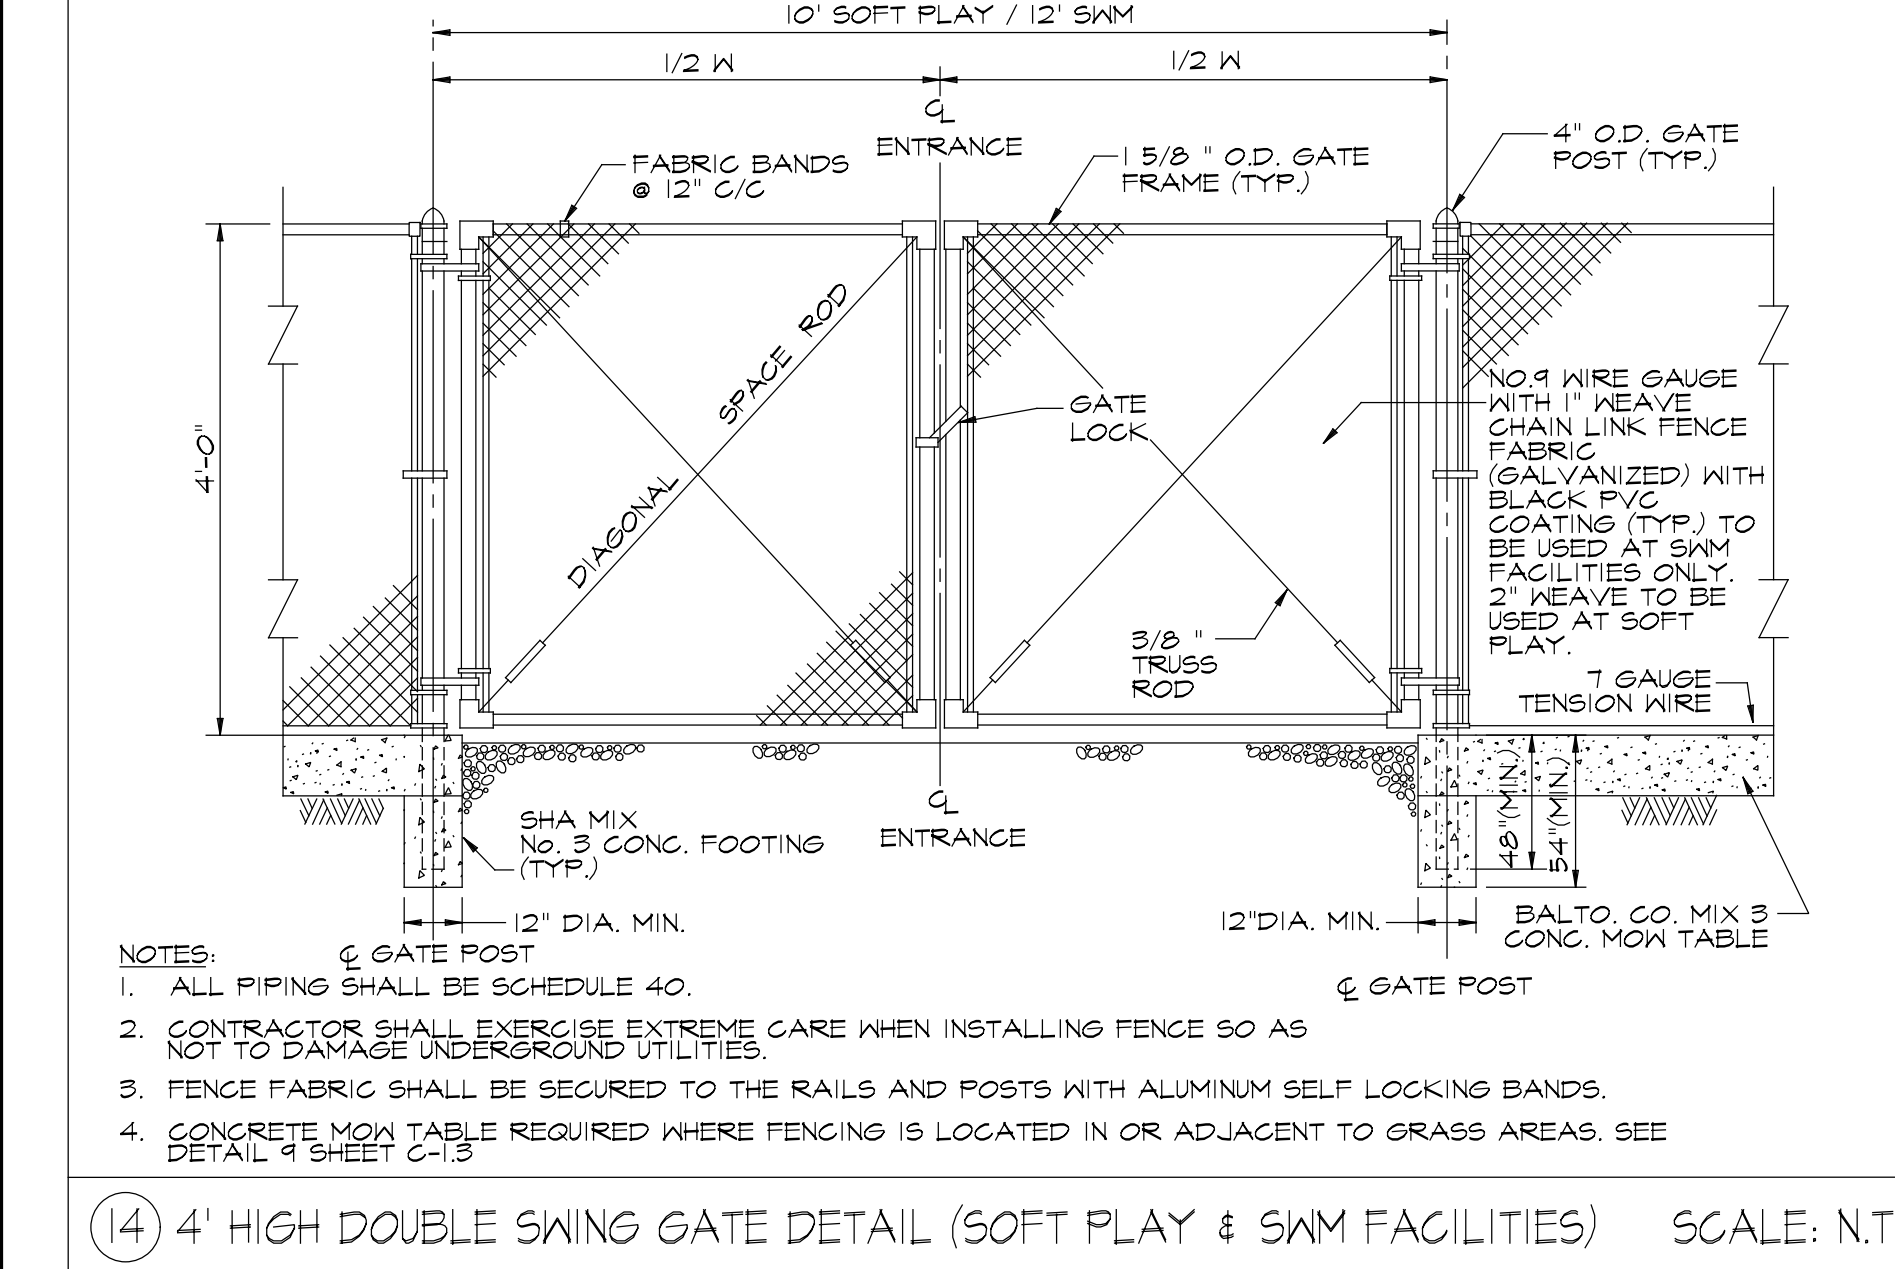 10' SOFT PLAY / 12' SWM
1/2 W
1/2 W
CL
ENTRANCE
FABRIC BANDS
@ 12" C/C
1 5/8 " O.D. GATE
FRAME (TYP.)
4" O.D. GATE
POST (TYP.)
4'-0"
DIAGONAL SPACE ROD
GATE
LOCK
NO.9 WIRE GAUGE
WITH 1" WEAVE
CHAIN LINK FENCE
FABRIC
(GALVANIZED) WITH
BLACK PVC
COATING (TYP.) TO
BE USED AT SWM
FACILITIES ONLY.
2" WEAVE TO BE
USED AT SOFT
PLAY.
3/8 "
TRUSS
ROD
7 GAUGE
TENSION WIRE
48"(MIN.)
54"(MIN.)
CL
ENTRANCE
SHA MIX
No. 3 CONC. FOOTING
(TYP.)
12" DIA. MIN.
12"DIA. MIN.
BALTO. CO. MIX 3
CONC. MOW TABLE
CL GATE POST
CL GATE POST
NOTES:
1. ALL PIPING SHALL BE SCHEDULE 40.
2. CONTRACTOR SHALL EXERCISE EXTREME CARE WHEN INSTALLING FENCE SO AS
NOT TO DAMAGE UNDERGROUND UTILITIES.
3. FENCE FABRIC SHALL BE SECURED TO THE RAILS AND POSTS WITH ALUMINUM SELF LOCKING BANDS.
4. CONCRETE MOW TABLE REQUIRED WHERE FENCING IS LOCATED IN OR ADJACENT TO GRASS AREAS. SEE
DETAIL 9 SHEET C-1.3
14 4' HIGH DOUBLE SWING GATE DETAIL (SOFT PLAY & SWM FACILITIES) SCALE: N.T